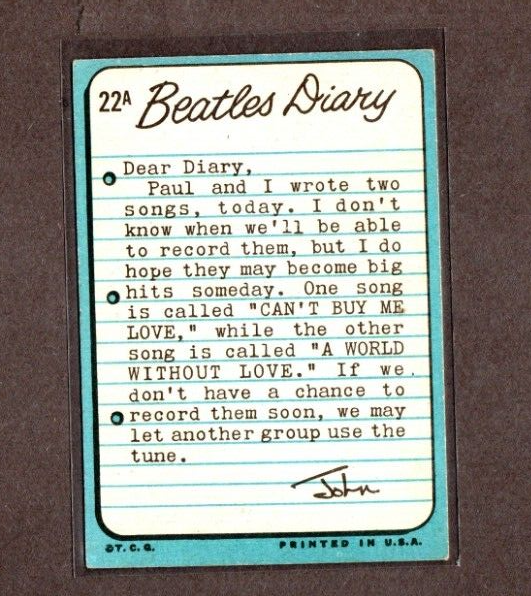 22A Beatles Diary
Dear Diary,
Paul and I wrote two
songs, today. I don't
know when we'll be able
to record them, but I do
hope they may become big
hits someday. One song
is called "CAN'T BUY ME
LOVE," while the other
song is called "A WORLD
WITHOUT LOVE." If we
don't have a chance to
record them soon, we may
let another group use the
tune.
John
©T.C.G. PRINTED IN U.S.A.